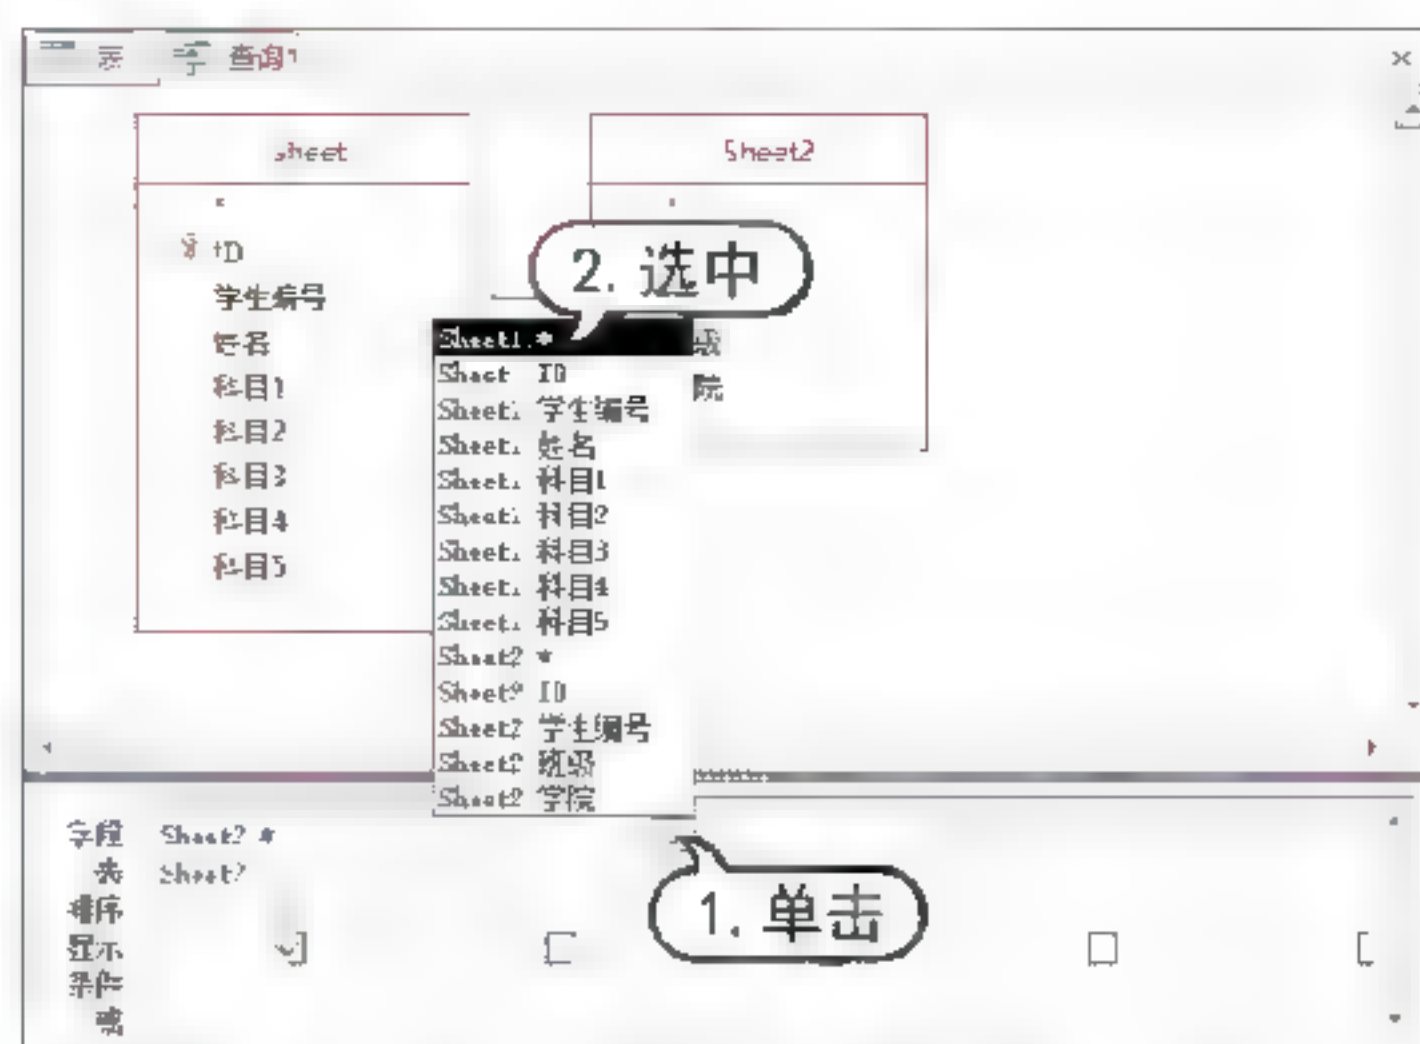 表 查询1
Sheet2
ID
学生编号
姓名
科目1
科目2
科目3
科目4
科目5
2. 选中
Sheet1.*
Sheet ID
Sheet1 学生编号
Sheet1 姓名
Sheet1 科目1
Sheet1 科目2
Sheet1 科目3
Sheet1 科目4
Sheet1 科目5
Sheet2 *
Sheet2 ID
Sheet2 学生编号
Sheet2 班级
Sheet2 学院
院
字段 Sheet2 *
表 Sheet2
排序
显示
条件
或
1. 单击